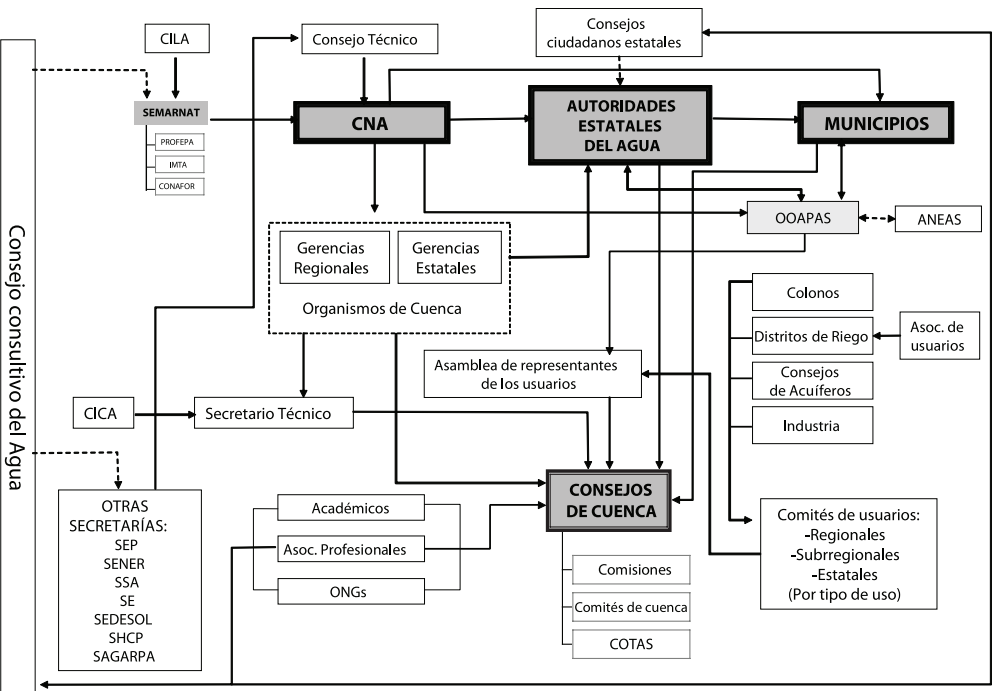 Consejo consultivo del Agua
CILA
Consejo Técnico
Consejos
ciudadanos estatales
SEMARNAT
PROFEPA
IMTA
CONAFOR
CNA
AUTORIDADES
ESTATALES
DEL AGUA
MUNICIPIOS
OOAPAS
ANEAS
Gerencias
Regionales
Gerencias
Estatales
Organismos de Cuenca
Colonos
Distritos de Riego
Asoc. de
usuarios
Consejos
de Acuíferos
Industria
Asamblea de representantes
de los usuarios
CICA
Secretario Técnico
OTRAS
SECRETARÍAS:
SEP
SENER
SSA
SE
SEDESOL
SHCP
SAGARPA
Académicos
Asoc. Profesionales
ONGs
CONSEJOS
DE CUENCA
Comisiones
Comités de cuenca
COTAS
Comités de usuarios:
-Regionales
-Subrregionales
-Estatales
(Por tipo de uso)